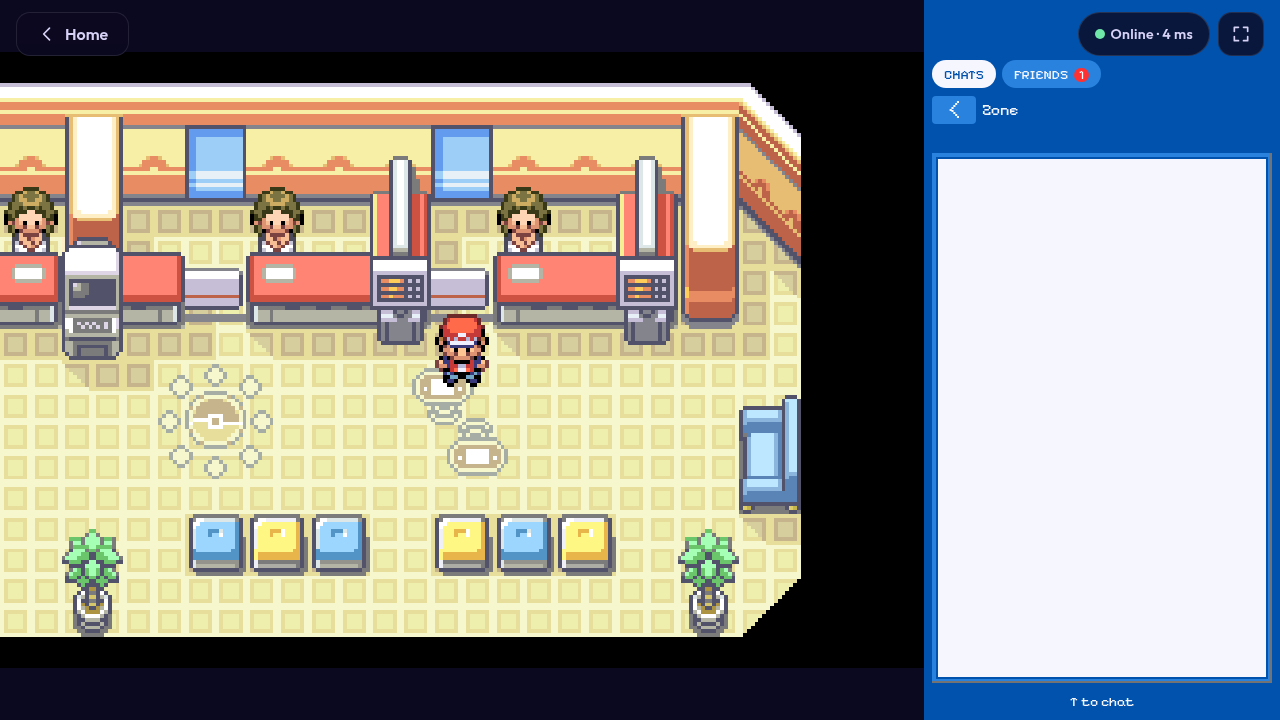 Home
Online · 4 ms
CHATS
FRIENDS 1
Zone
↑ to chat